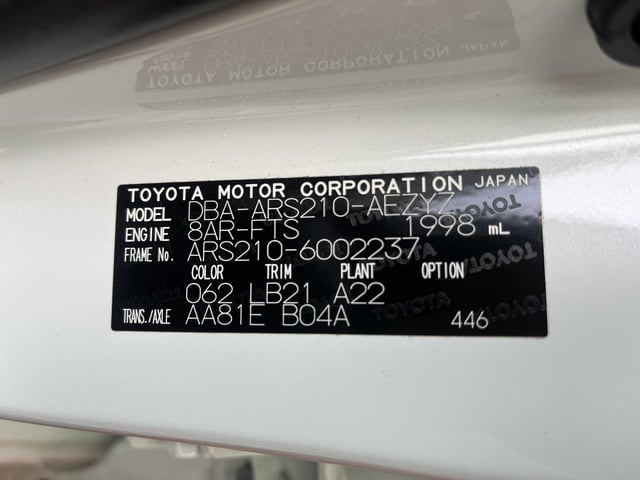 TOYOTA MOTOR CORPORATION JAPAN
MODEL DBA-ARS210-AEZYZ
ENGINE 8AR-FTS 1998 mL
FRAME No. ARS210-6002237
COLOR TRIM PLANT OPTION
062 LB21 A22
TRANS./AXLE AA81E B04A 446